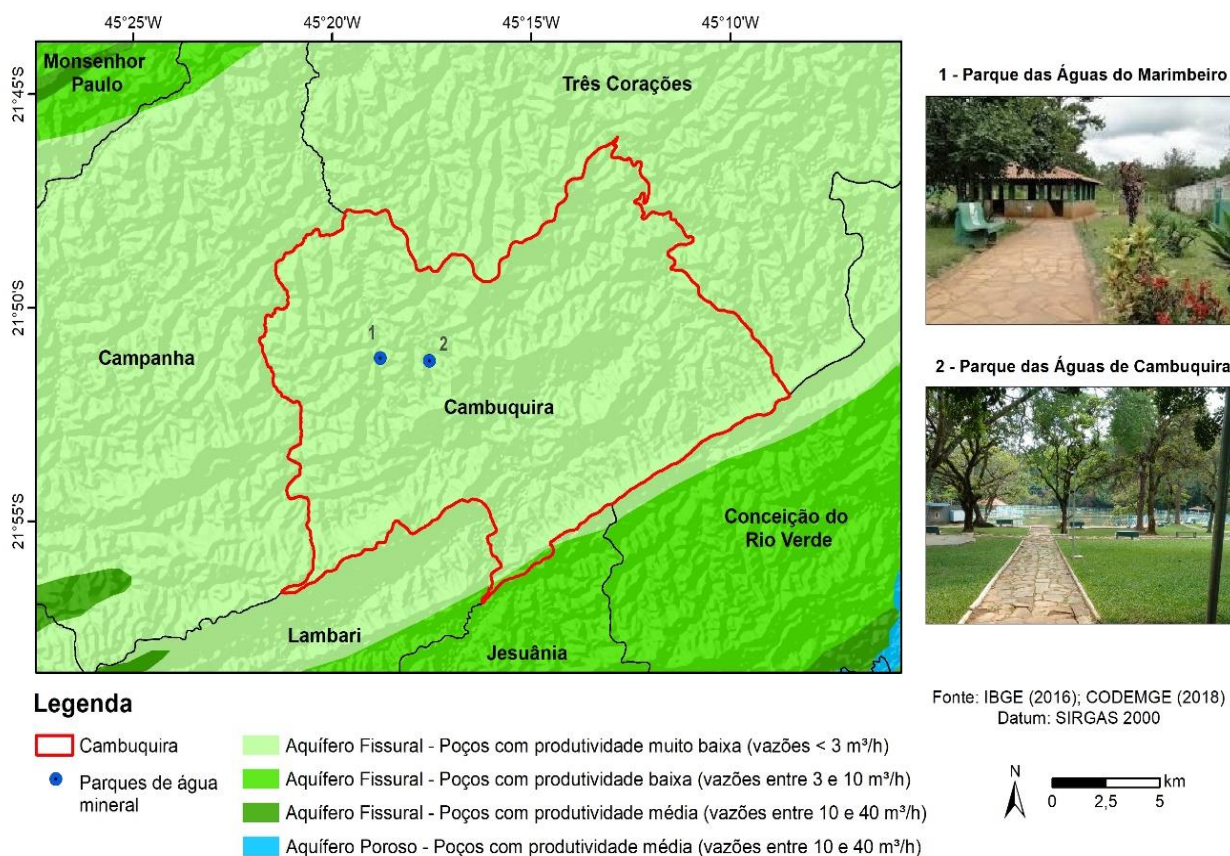 45°25'W
45°20'W
45°15'W
45°10'W
21°45'S
21°50'S
21°55'S
Monsenhor
Paulo
Três Corações
Campanha
1
2
Cambuquira
Conceição do
Rio Verde
Lambari
Jesuânia
1 - Parque das Águas do Marimbeiro
2 - Parque das Águas de Cambuquira
Legenda
Cambuquira
Parques de água
mineral
Aquífero Fissural - Poços com produtividade muito baixa (vazões < 3 m³/h)
Aquífero Fissural - Poços com produtividade baixa (vazões entre 3 e 10 m³/h)
Aquífero Fissural - Poços com produtividade média (vazões entre 10 e 40 m³/h)
Aquífero Poroso - Poços com produtividade média (vazões entre 10 e 40 m³/h)
Fonte: IBGE (2016); CODEMGE (2018)
Datum: SIRGAS 2000
N
km
0 2,5 5